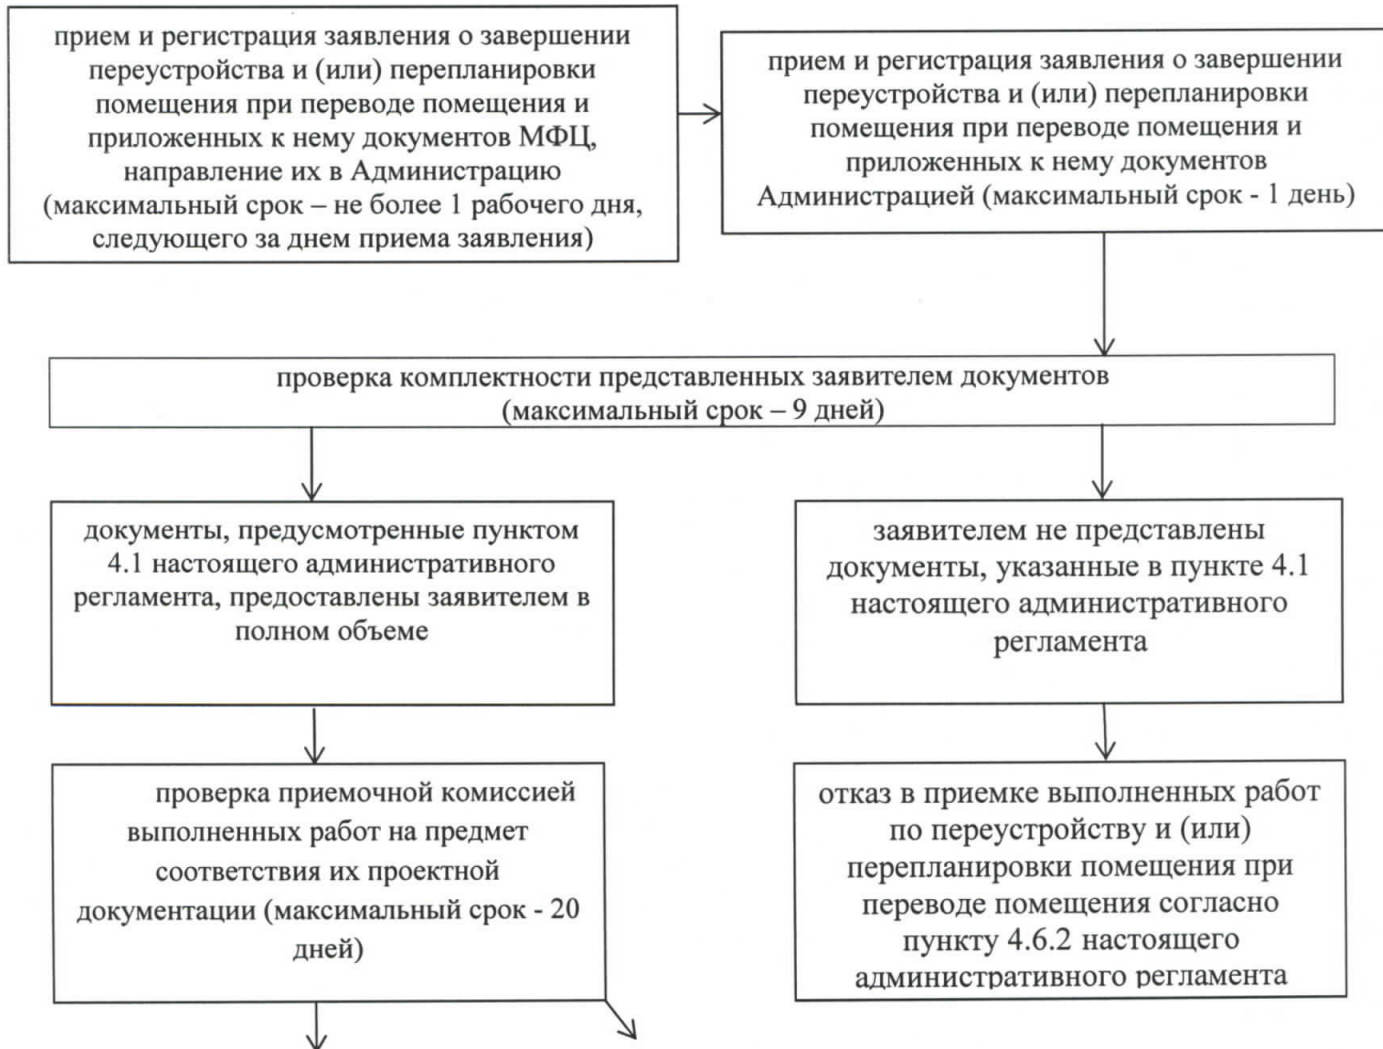 прием и регистрация заявления о завершении
переустройства и (или) перепланировки
помещения при переводе помещения и
приложенных к нему документов МФЦ,
направление их в Администрацию
(максимальный срок – не более 1 рабочего дня,
следующего за днем приема заявления)
прием и регистрация заявления о завершении
переустройства и (или) перепланировки
помещения при переводе помещения и
приложенных к нему документов
Администрацией (максимальный срок - 1 день)
проверка комплектности представленных заявителем документов
(максимальный срок – 9 дней)
документы, предусмотренные пунктом
4.1 настоящего административного
регламента, предоставлены заявителем в
полном объеме
заявителем не представлены
документы, указанные в пункте 4.1
настоящего административного
регламента
проверка приемочной комиссией
выполненных работ на предмет
соответствия их проектной
документации (максимальный срок - 20
дней)
отказ в приемке выполненных работ
по переустройству и (или)
перепланировки помещения при
переводе помещения согласно
пункту 4.6.2 настоящего
административного регламента